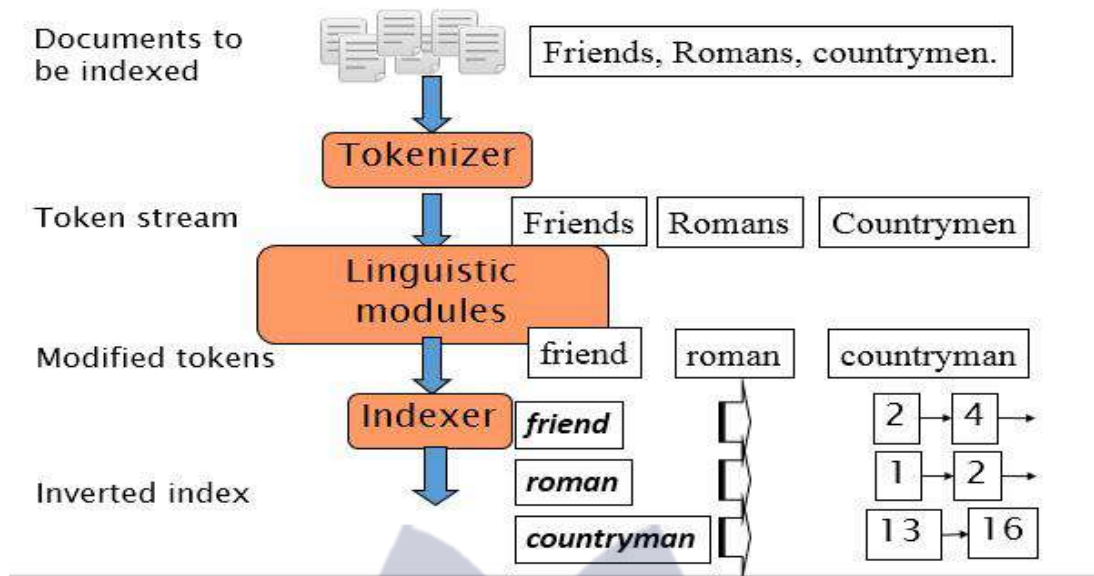 Documents to
be indexed
Friends, Romans, countrymen.
Tokenizer
Token stream
Friends Romans Countrymen
Linguistic
modules
Modified tokens
friend roman countryman
Indexer
friend 2 4
roman 1 2
Inverted index
countryman 13 16